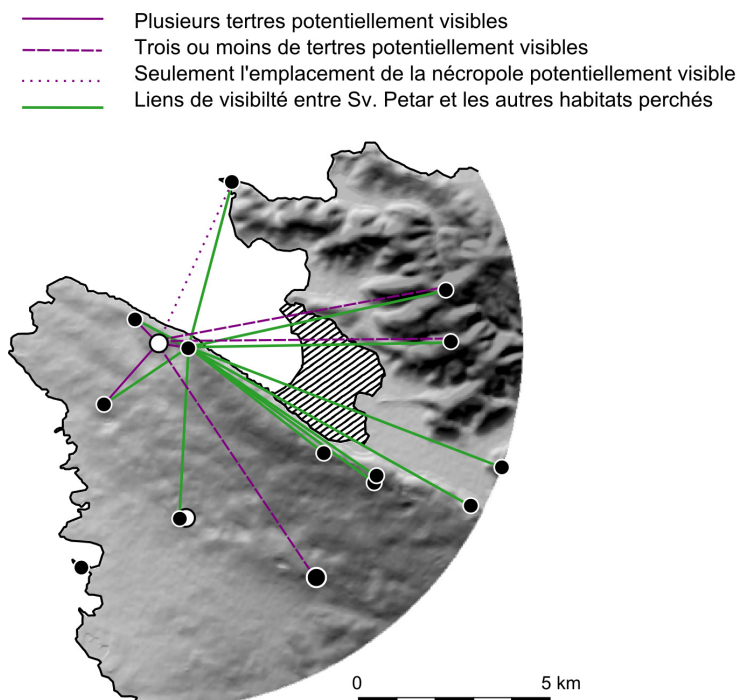 Plusieurs tertres potentiellement visibles
Trois ou moins de tertres potentiellement visibles
Seulement l'emplacement de la nécropole potentiellement visible
Liens de visibilté entre Sv. Petar et les autres habitats perchés
0 5 km